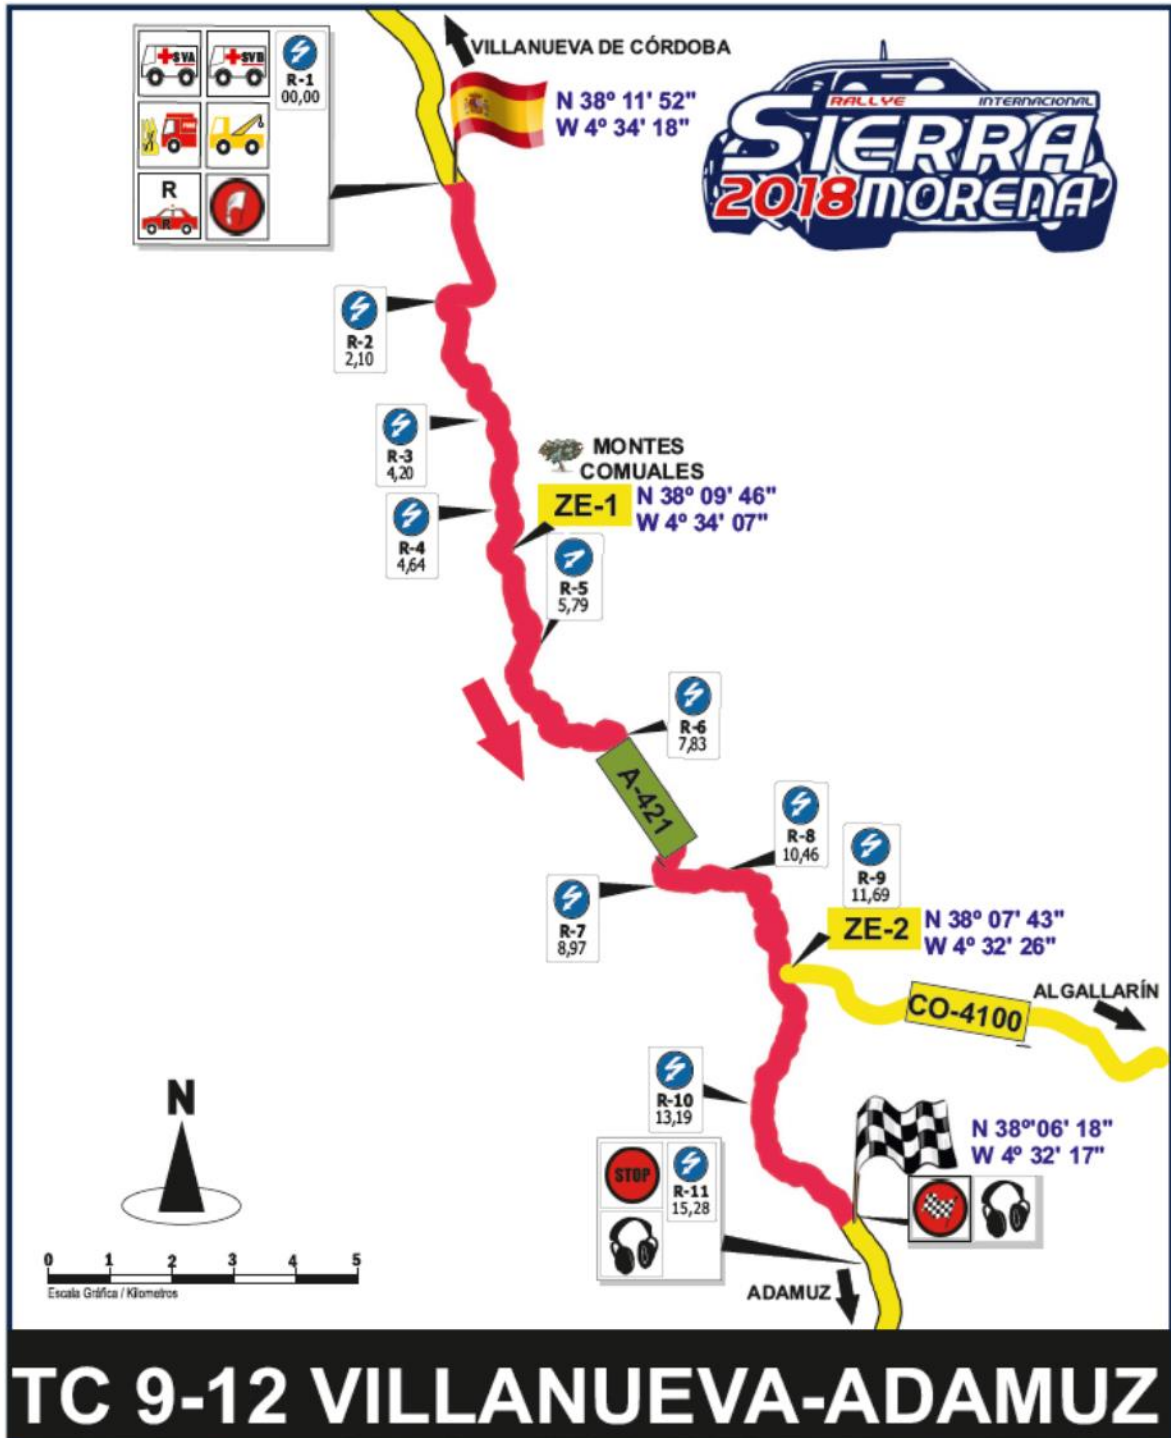 VILLANUEVA DE CÓRDOBA
N 38º 11' 52"
W 4º 34' 18"
RALLYE INTERNACIONAL
SIERRA
2018 MORENA
SVA
SVB
R-1
00,00
R
R
R-2
2,10
R-3
4,20
MONTES
COMUALES
ZE-1
N 38º 09' 46"
W 4º 34' 07"
R-4
4,64
R-5
5,79
R-6
7,83
A-421
R-8
10,46
R-9
11,69
R-7
8,97
ZE-2
N 38º 07' 43"
W 4º 32' 26"
ALGALLARÍN
CO-4100
R-10
13,19
N 38º'06' 18"
W 4º 32' 17"
STOP
R-11
15,28
ADAMUZ
N
0 1 2 3 4 5
Escala Gráfica / Kilometros
TC 9-12 VILLANUEVA-ADAMUZ